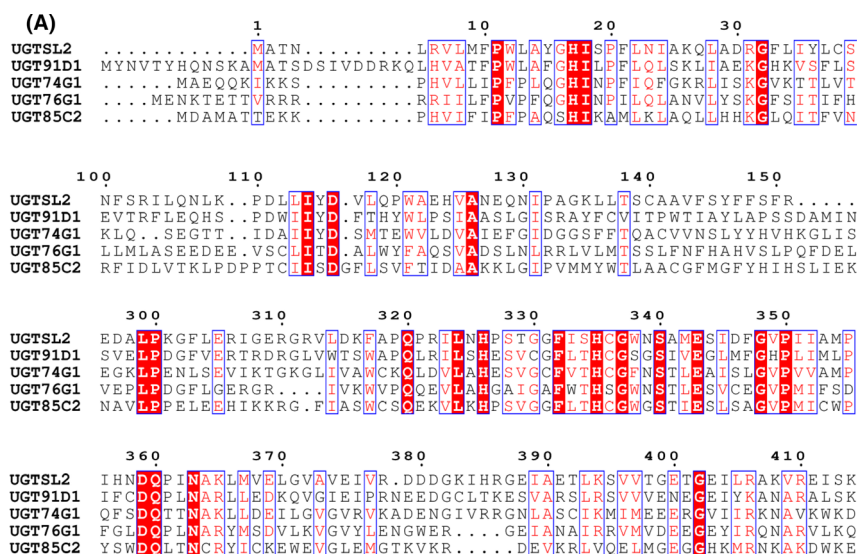 (A)
1 10 20 30
UGTSL2 ..........MATN........LRVLMFPWLAYGHISPFLNIAKQLADRGFLIYLCS
UGT91D1 MYNVTYHQNSKAMATSDSIVDDRKQLHVATFPWLAFGHILPFLQLSKLIAEKGHKVSFLS
UGT74G1 ......MAEQQKIKKS.........PHVLLIPFPLQGHINPFIQFGKRLISKGVKTTLVT
UGT76G1 ....MENKTETTVRRR.........RRIILFPVPFQGHINPILQLANVLYSKGFSITIFH
UGT85C2 ......MDAMATTEKK.........PHVIFIPFPAQSHIKAMLKLAQLLHHKGLQITFVN
100 110 120 130 140 150
UGTSL2 NFSRILQNLK..PDLLIYD.VLQPWAEHVANEQNIPAGKLLTSCAAVFSYFFSFR.....
UGT91D1 EVTRFLEQHS..PDWIIYD.FTHYWLPSIAASLGISRAYFCVITPWTIAYLAPSSDAMIN
UGT74G1 KLQ..SEGTT..IDAIIYD.SMTEWVLDVAIEFGIDGGSFFTQACVVNSLYYHVHKGLIS
UGT76G1 LLMLASEEDEE.VSCLITD.ALWYFAQSVADSLNLRRLVLMTSSLFNFHAHVSLPQFDEL
UGT85C2 RFIDLVTKLPDPPTCIISDGFLSVFTIDAAKKLGIPVMMYWTLAACGFMGFYHIHSLIEK
300 310 320 330 340 350
UGTSL2 EDALPKGFLERIGERGRVLDKFAPQPRILNHPSTGGFISHCGWNSAMESIDFGVPIIAMP
UGT91D1 SVELPDGFVERTRDRGLVWTSWAPQLRILSHESVCGFLTHCGSGSIVEGLMFGHPLIMLP
UGT74G1 EGKLPENLSEVIKTGKGLIVAWCKQLDVLAHESVGCFVTHCGFNSTLEAISLGVPVVAMP
UGT76G1 VEPLPDGFLGERGR...IVKWVPQQEVLAHGAIGAFWTHSGWNSTLESVCEGVPMIFSD
UGT85C2 NAVLPPELEEHIKKRG.FIASWCSQEKVLKHPSVGGFLTHCGWGSTIESLSAGVPMICWP
360 370 380 390 400 410
UGTSL2 IHNDQPINAKLMVELGVAVEIVR.DDDGKIHRGEIAETLKSVVTGETGEILRAKVREISK
UGT91D1 IFCDQPLNARLLEDKQVGIEIPRNEEDGCLTKESVARSLRSVVVENEGEIYKANARALSK
UGT74G1 QFSDQTTNAKLLDEILGVGVRVKADENGIVRRGNLASCIKMIMEEERGVIIRKNAVKWKD
UGT76G1 FGLDQPLNARYMSDVLKVGVYLENGWER....GEIANAIRRVMVDEEGEYIRQNARVLKQ
UGT85C2 YSWDQLTNCRYICKEWEVGLEMGTKVKR....DEVKRLVQELMGEGGHKMRNKAKDWKE